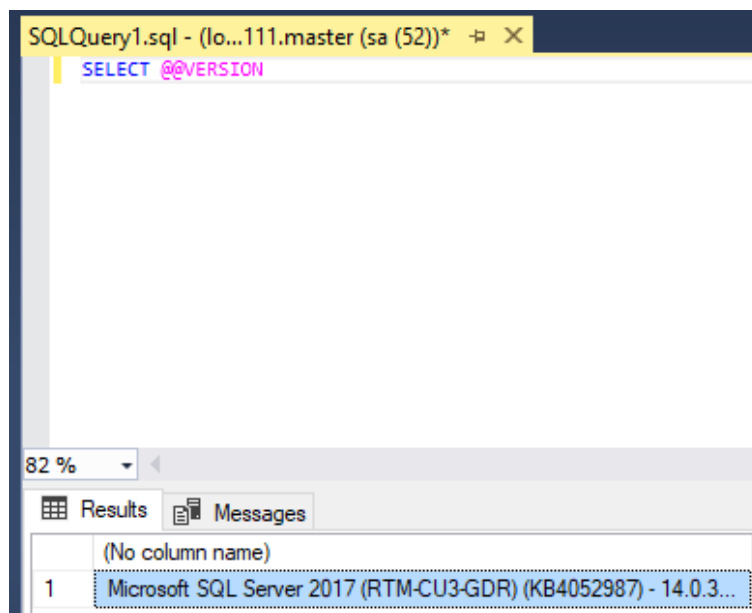 SQLQuery1.sql - (lo...111.master (sa (52))*
SELECT @@VERSION
82 %
Results Messages
(No column name)
1 Microsoft SQL Server 2017 (RTM-CU3-GDR) (KB4052987) - 14.0.3...